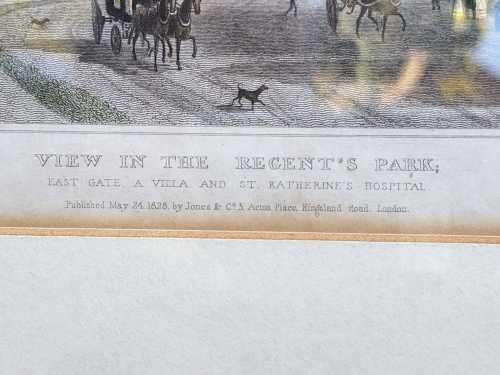 VIEW IN THE REGENT'S PARK;
EAST GATE, A VILLA AND ST. KATHERINE'S HOSPITAL
Published May 24, 1828, by Jones & Co. 3, Acton Place, Kingsland Road, London.